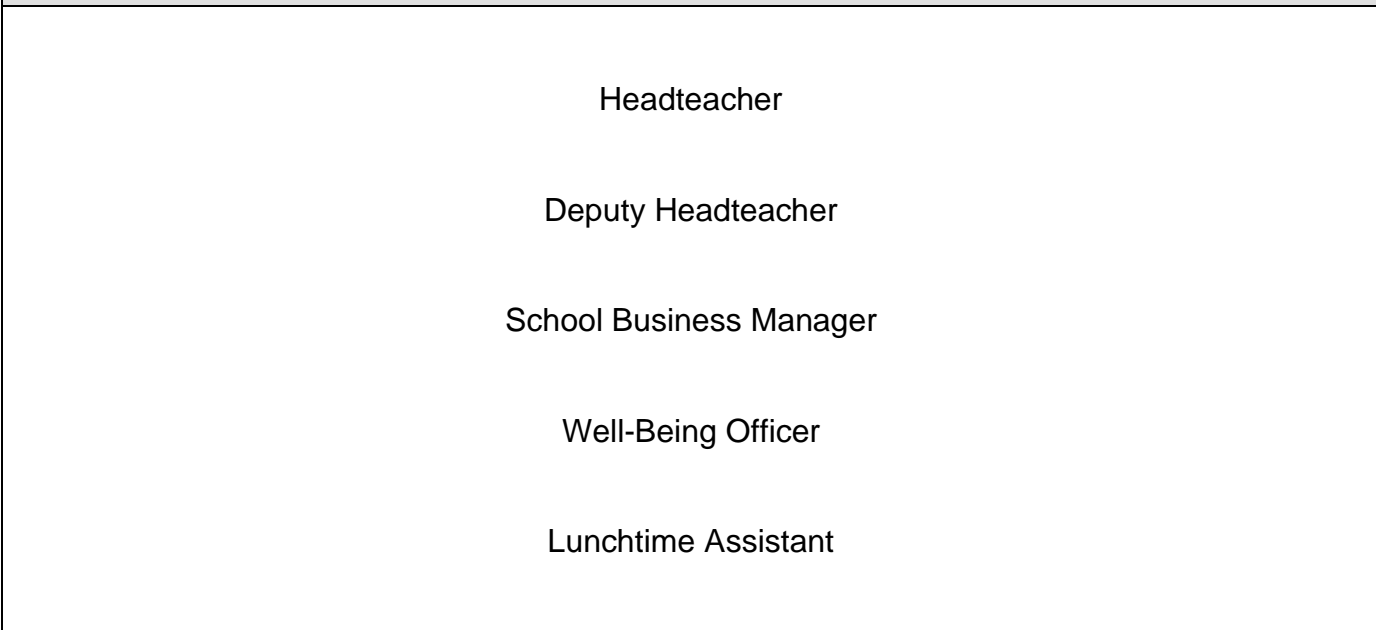 Headteacher
Deputy Headteacher
School Business Manager
Well-Being Officer
Lunchtime Assistant